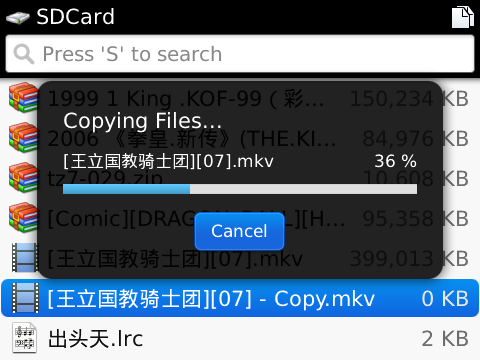 SDCard
Press 'S' to search
1999 1 King .KOF-99 ( 彩... 150,234 KB
Copying Files...
2006 《拳皇.新传》(THE.KI... 84,976 KB
[王立国教骑士团][07].mkv 36 %
tz7-029.zip 10,608 KB
[Comic][DRAGON BALL][H... 95,358 KB
Cancel
[王立国教骑士团][07].mkv 399,013 KB
[王立国教骑士团][07] - Copy.mkv 0 KB
出头天.lrc 2 KB